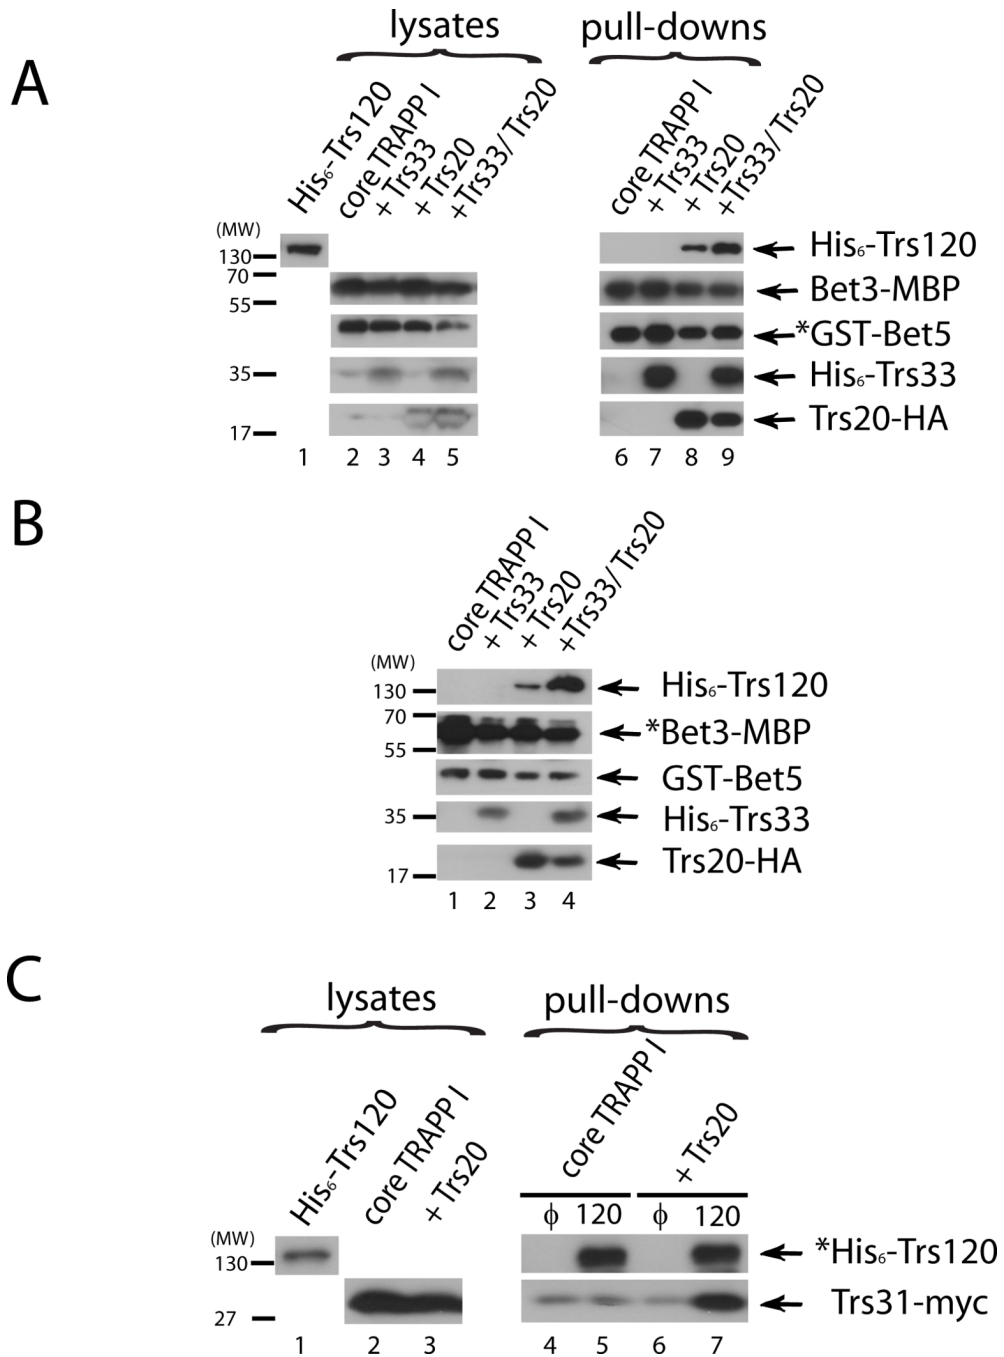 A
lysates
pull-downs
His6-Trs120
core TRAPP I
+ Trs33
+ Trs20
+Trs33/ Trs20
core TRAPP I
+ Trs33
+ Trs20
+Trs33/ Trs20
(MW)
130
70
55
35
17
His6-Trs120
Bet3-MBP
*GST-Bet5
His6-Trs33
Trs20-HA
1 2 3 4 5 6 7 8 9
B
core TRAPP I
+ Trs33
+ Trs20
+Trs33/ Trs20
(MW)
130
70
55
35
17
His6-Trs120
*Bet3-MBP
GST-Bet5
His6-Trs33
Trs20-HA
1 2 3 4
C
lysates
pull-downs
His6-Trs120
core TRAPP I
+ Trs20
core TRAPP I
+ Trs20
ϕ 120 ϕ 120
(MW)
130
27
*His6-Trs120
Trs31-myc
1 2 3 4 5 6 7